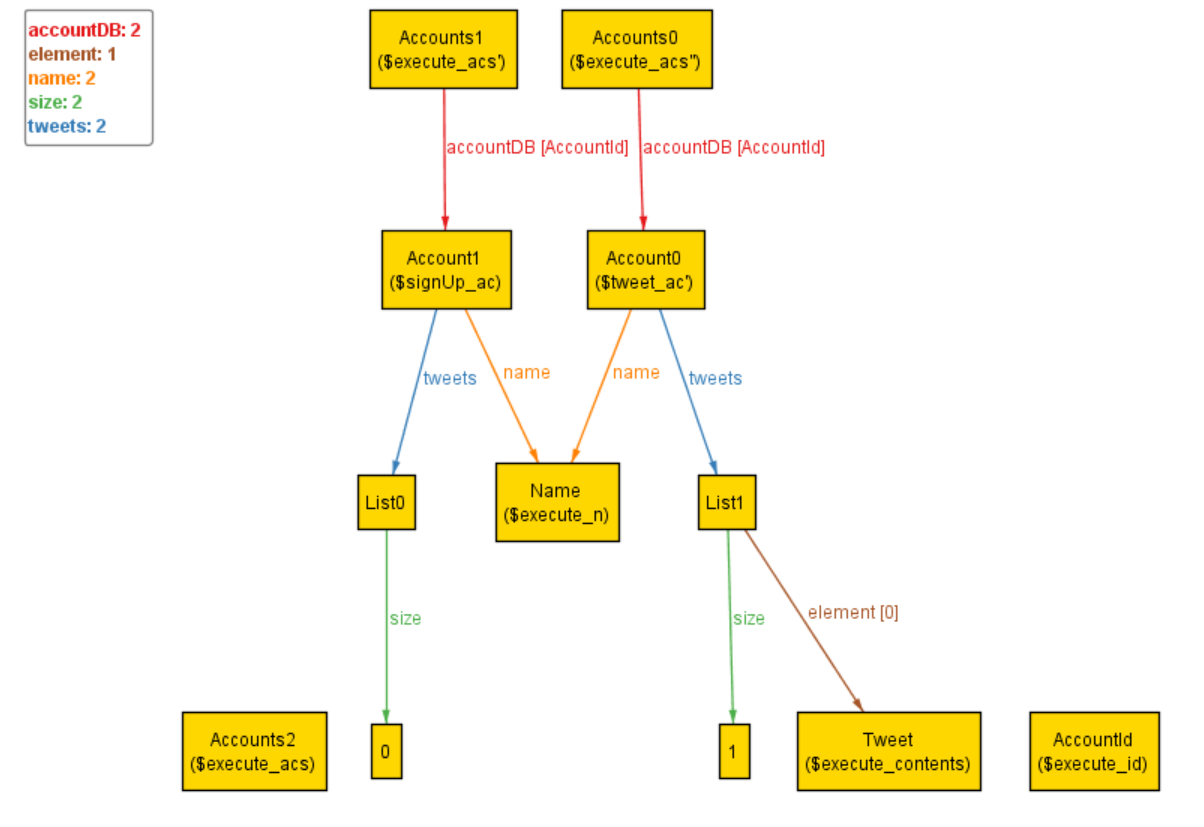 accountDB: 2
element: 1
name: 2
size: 2
tweets: 2
Accounts1
($execute_acs')
Accounts0
($execute_acs'')
accountDB [AccountId]
accountDB [AccountId]
Account1
($signUp_ac)
Account0
($tweet_ac')
tweets
name
name
tweets
List0
Name
($execute_n)
List1
size
size
element [0]
Accounts2
($execute_acs)
0
1
Tweet
($execute_contents)
AccountId
($execute_id)